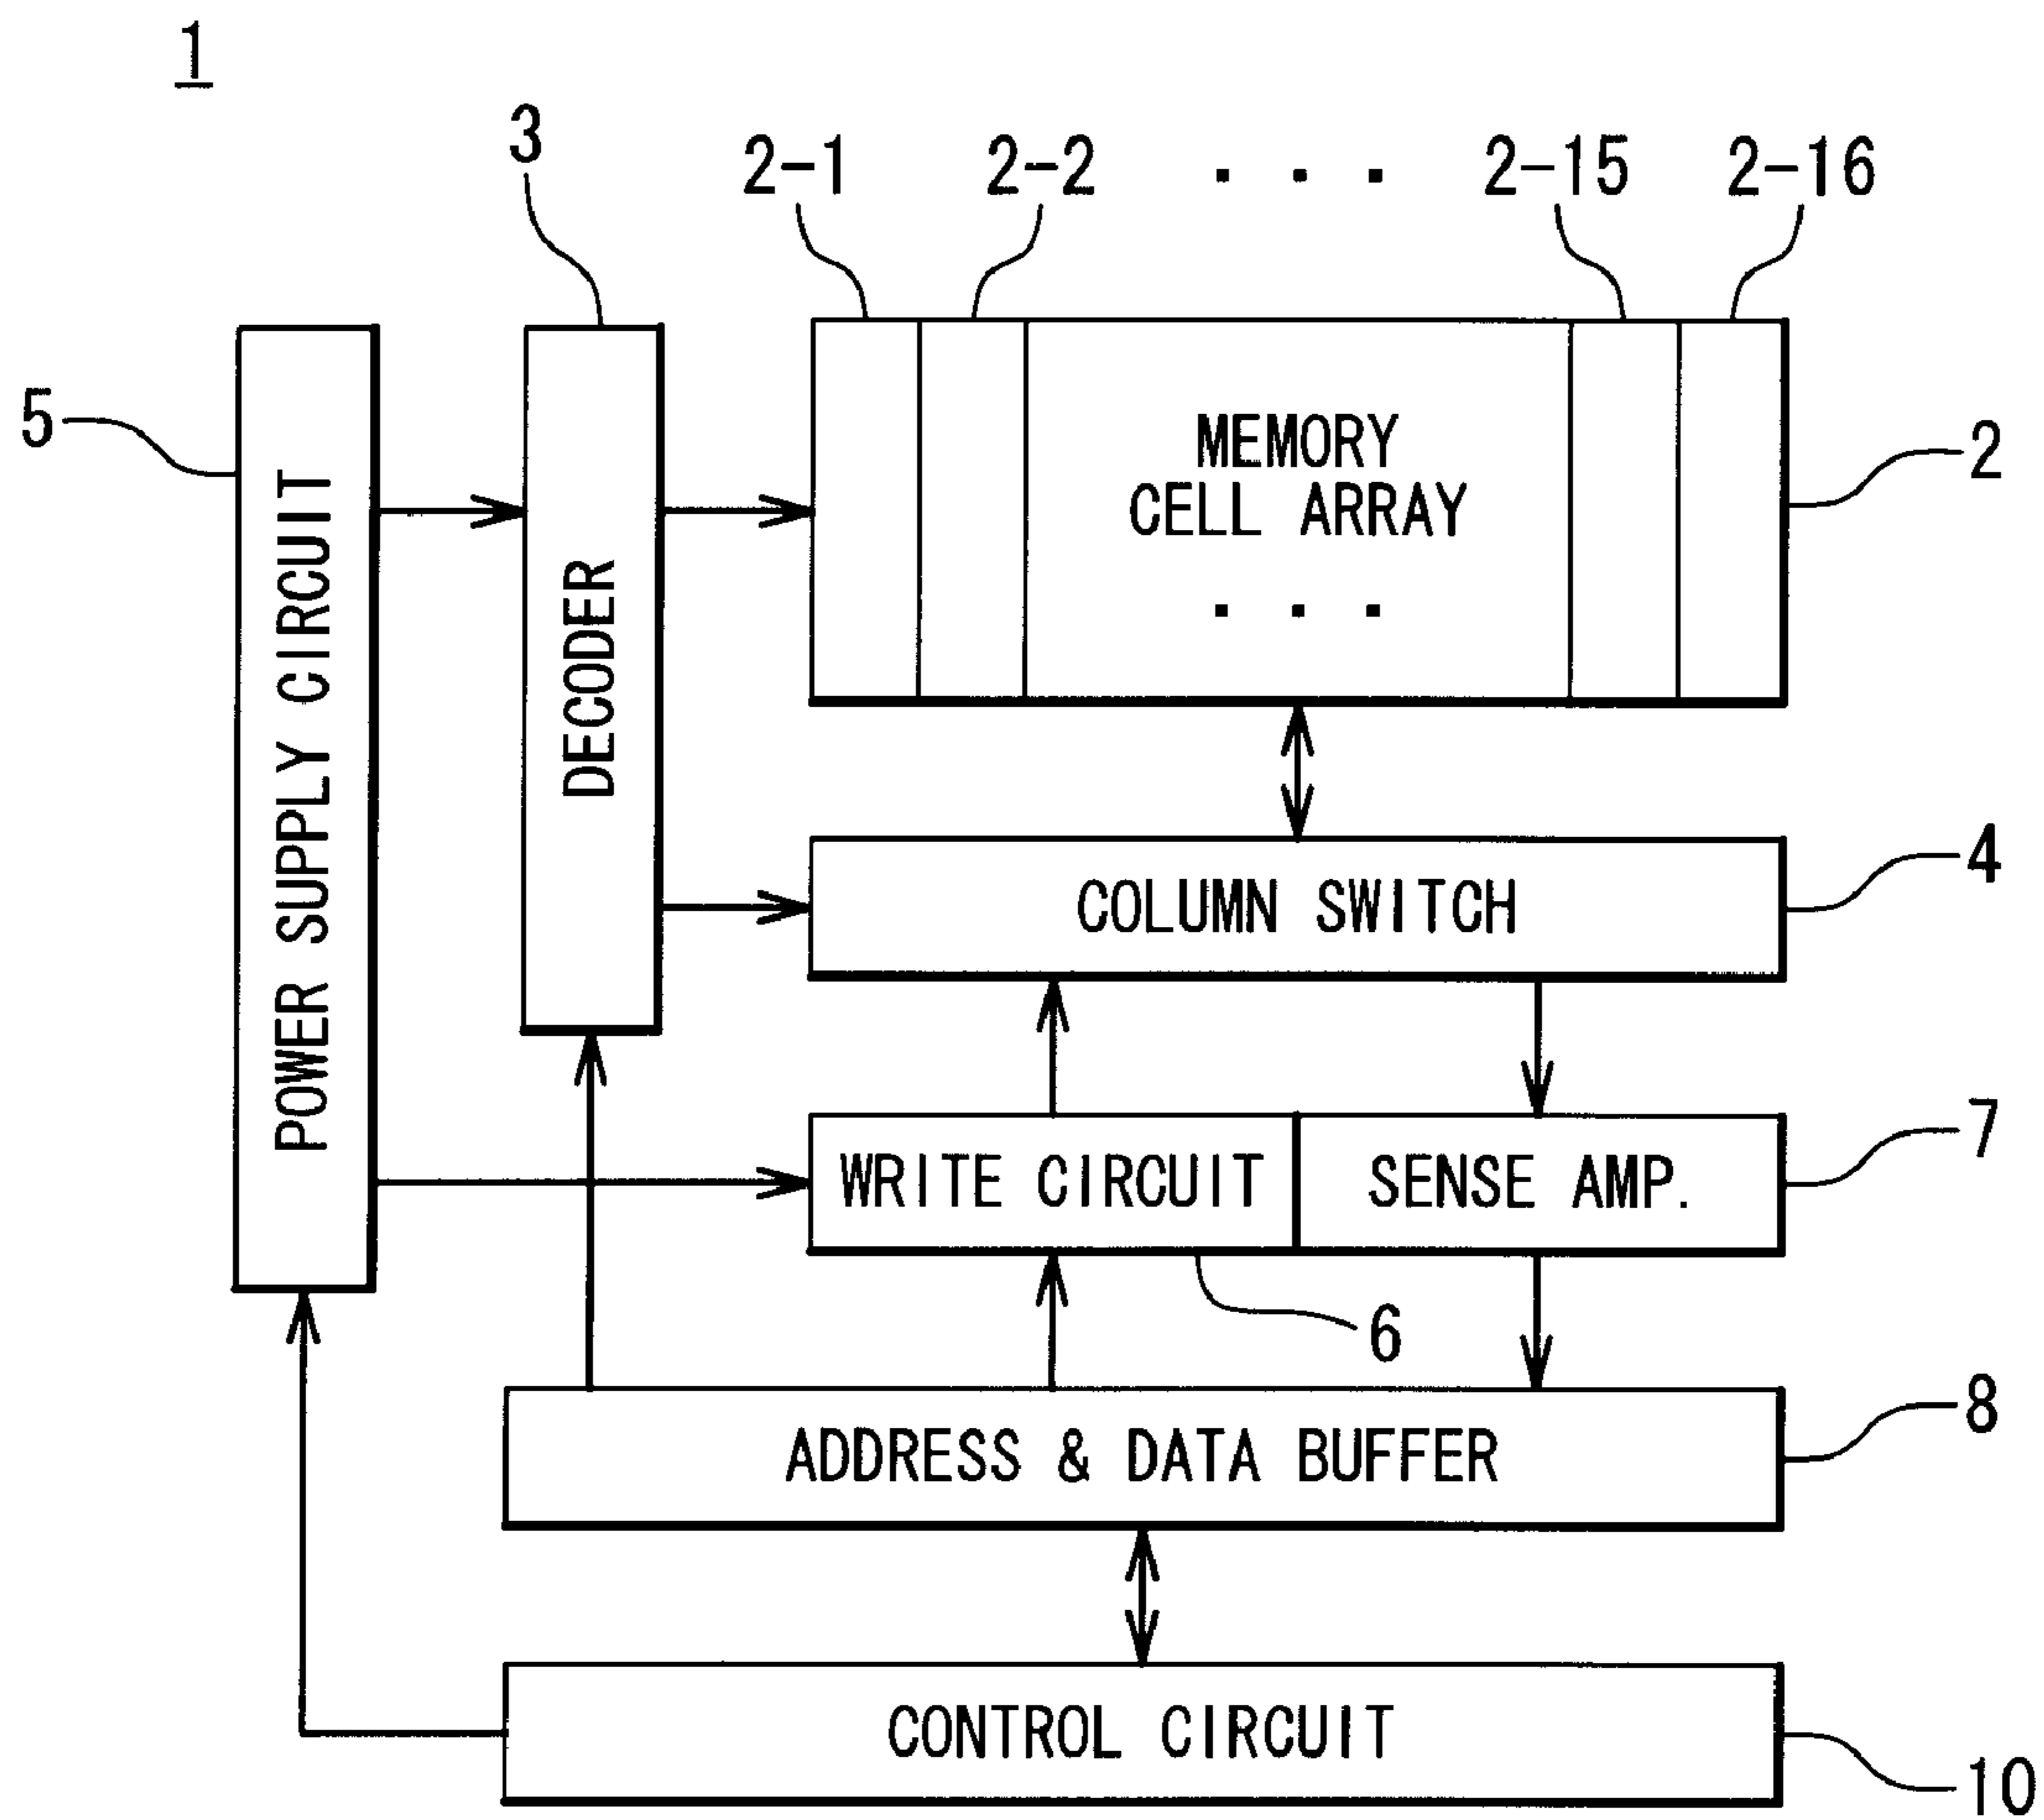 1
3
2-1 2-2 . . . 2-15 2-16
5
POWER SUPPLY CIRCUIT
DECODER
MEMORY
CELL ARRAY
. . .
2
COLUMN SWITCH
4
WRITE CIRCUIT
SENSE AMP.
7
6
ADDRESS & DATA BUFFER
8
CONTROL CIRCUIT
10